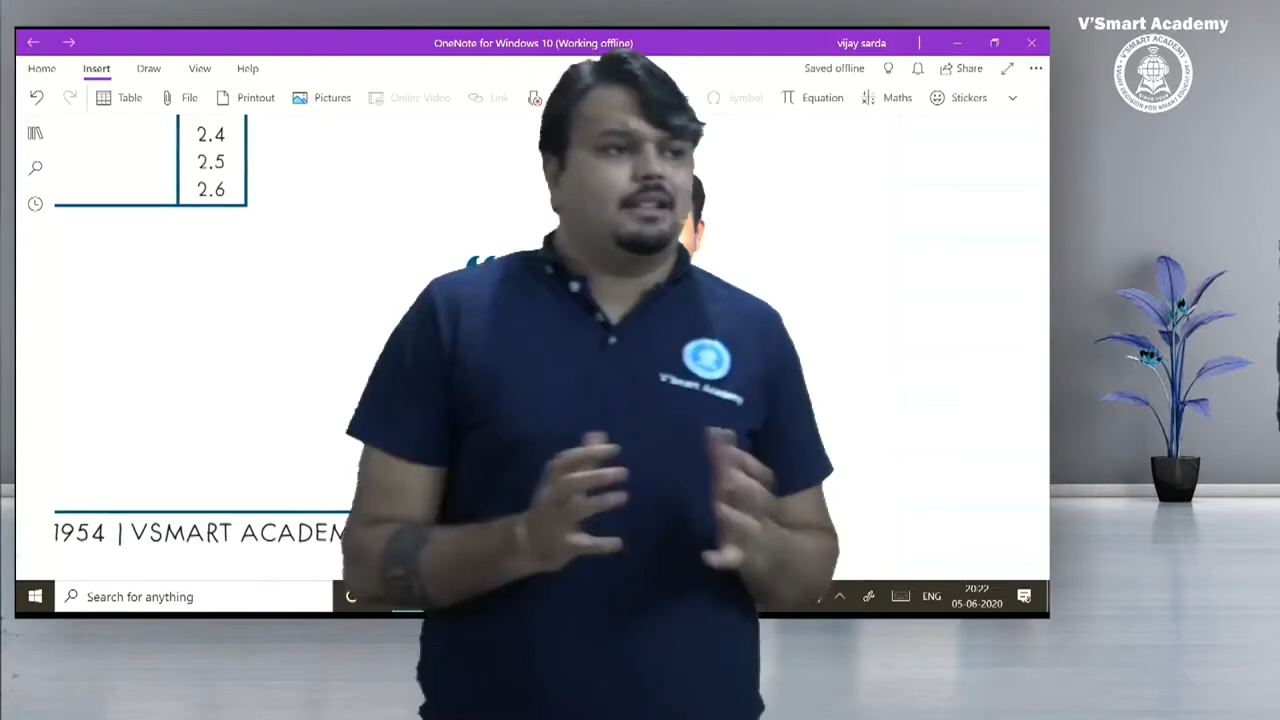 V'Smart Academy
OneNote for Windows 10 (Working offline)
vijay sarda
Home Insert Draw View Help
Saved offline
Share
Table File Printout Pictures Online Video Link
Symbol Equation Maths Stickers
2.4
2.5
2.6
“
V'Smart Academy
1954 | VSMART ACADEM
Search for anything
ENG
20:22
05-06-2020